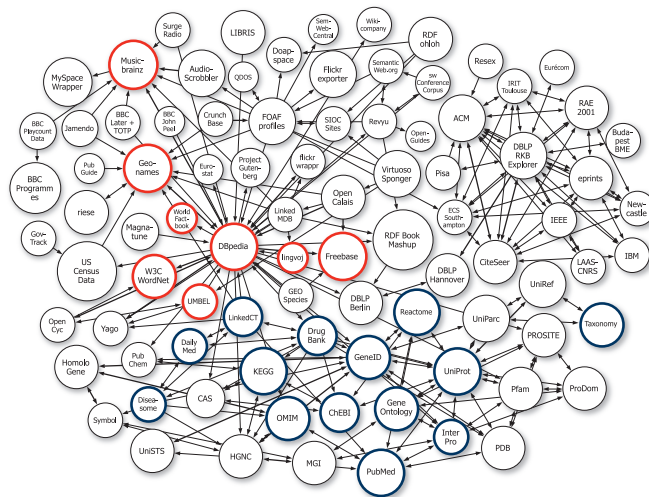 Surge
Radio
LIBRIS
Sem-
Web-
Central
Wiki-
company
RDF
ohloh
Music-
brainz
Audio-
Scrobbler
QDOS
Doap-
space
Flickr
exporter
Semantic
Web.org
sw
Conference
Corpus
Resex
IRIT
Toulouse
Eurécom
MySpace
Wrapper
RAE
2001
BBC
Playcount
Data
Jamendo
BBC
Later +
TOTP
BBC
John
Peel
Crunch
Base
FOAF
profiles
SIOC
Sites
Revyu
Open-
Guides
ACM
DBLP
RKB
Explorer
Buda-
pest
BME
Pub
Guide
Geo-
names
Euro-
stat
Project
Guten-
berg
flickr
wrappr
Virtuoso
Sponger
Pisa
eprints
BBC
Programm
es
riese
World
Fact-
book
Linked
MDB
Open
Calais
ECS
South-
ampton
IEEE
New-
castle
Gov-
Track
Magna-
tune
DBpedia
RDF Book
Mashup
US
Census
Data
lingvoj
Freebase
CiteSeer
LAAS-
CNRS
IBM
W3C
WordNet
UMBEL
GEO
Species
DBLP
Berlin
DBLP
Hannover
UniRef
Open
Cyc
Yago
LinkedCT
Drug
Bank
Reactome
UniParc
Taxonomy
Daily
Med
PROSITE
Homolo
Gene
Pub
Chem
KEGG
GeneID
UniProt
Pfam
ProDom
Disea-
some
CAS
ChEBI
Gene
Ontology
Symbol
OMIM
Inter
Pro
PDB
UniSTS
HGNC
MGI
PubMed